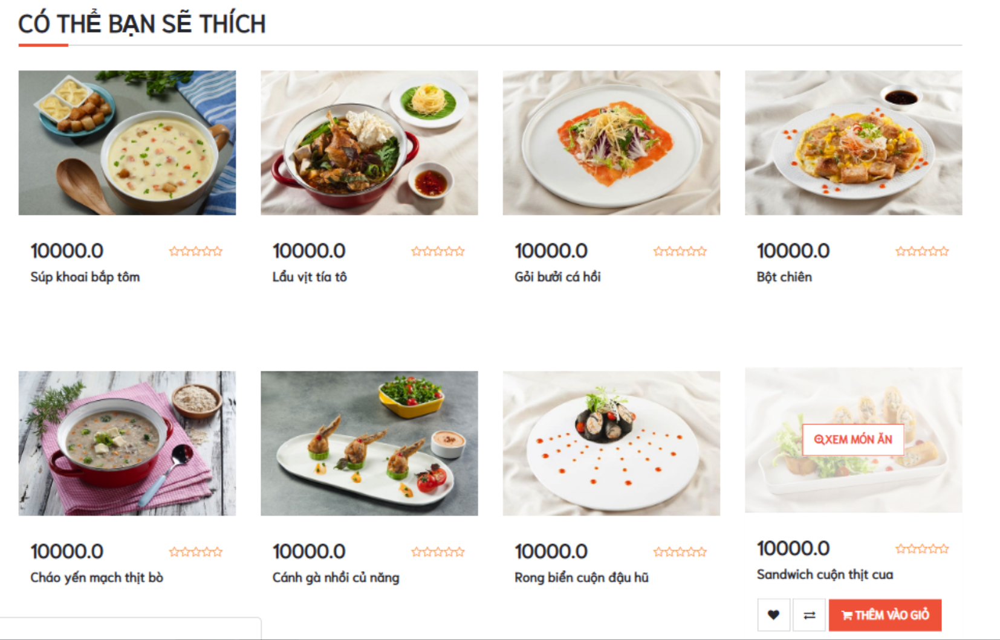 CÓ THỂ BẠN SẼ THÍCH
10000.0
Súp khoai bắp tôm
10000.0
Lẩu vịt tía tô
10000.0
Gỏi bưởi cá hồi
10000.0
Bột chiên
10000.0
Cháo yến mạch thịt bò
10000.0
Cánh gà nhồi củ năng
10000.0
Rong biển cuộn đậu hũ
XEM MÓN ĂN
10000.0
Sandwich cuộn thịt cua
THÊM VÀO GIỎ